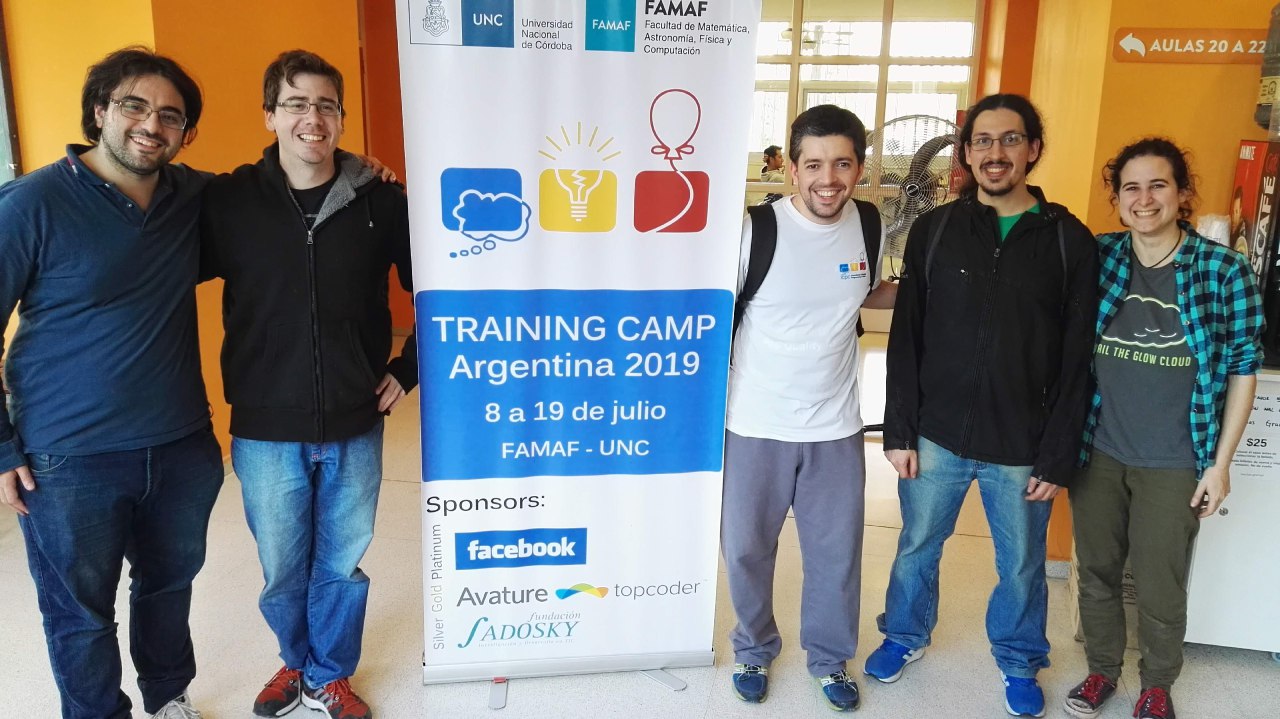 UNC
Universidad
Nacional
de Córdoba
FAMAF
FAMAF
Facultad de Matemática,
Astronomía, Física y
Computación
TRAINING CAMP
Argentina 2019
8 a 19 de julio
FAMAF - UNC
Sponsors:
Silver Gold Platinum
facebook
Avature topcoder
fundación
SADOSKY
AULAS 20 A 22
AIL THE GLOW CLOUD
NESCAFÉ
$25